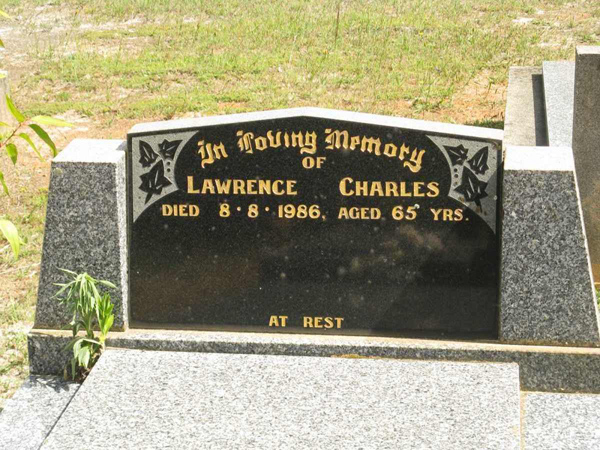 In Loving Memory
OF
LAWRENCE CHARLES
DIED 8·8·1986, AGED 65 YRS.
AT REST